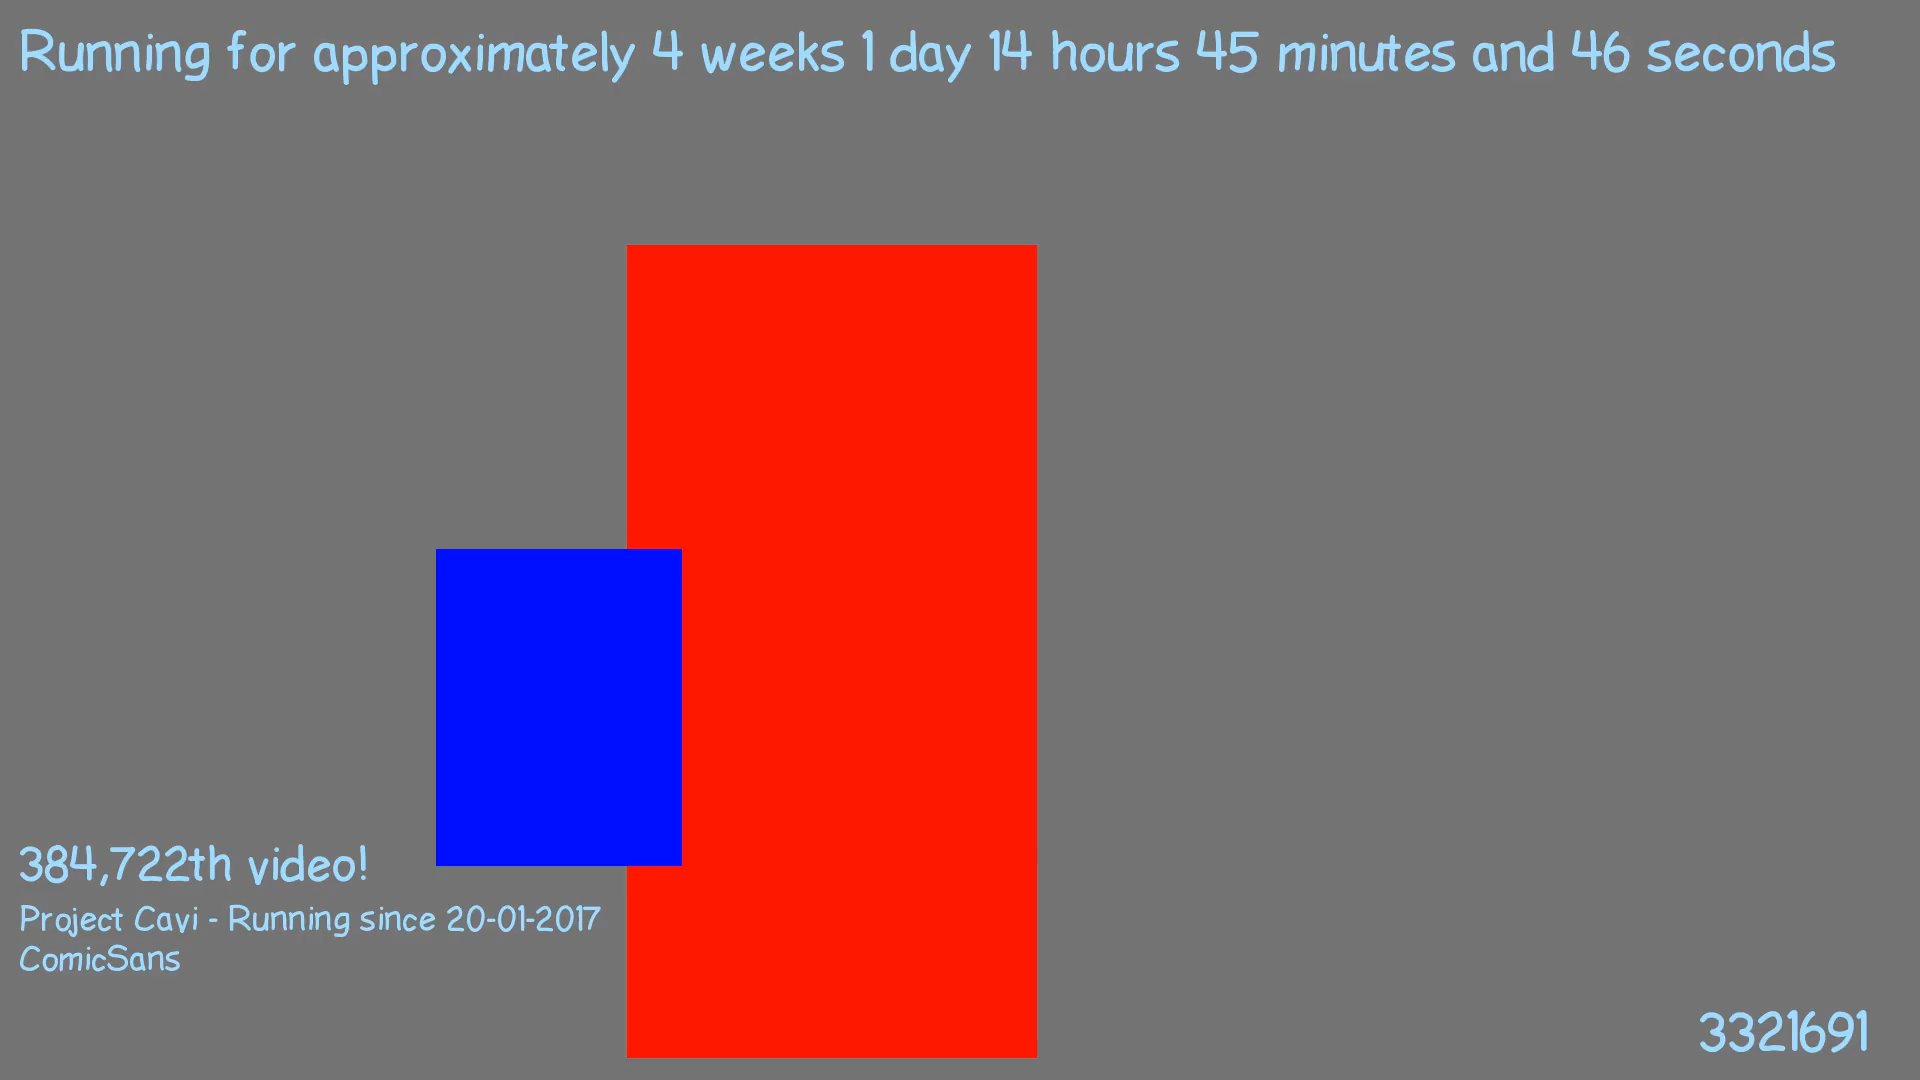 Running for approximately 4 weeks 1 day 14 hours 45 minutes and 46 seconds
384,722th video!
Project Cavi - Running since 20-01-2017
ComicSans
3321691